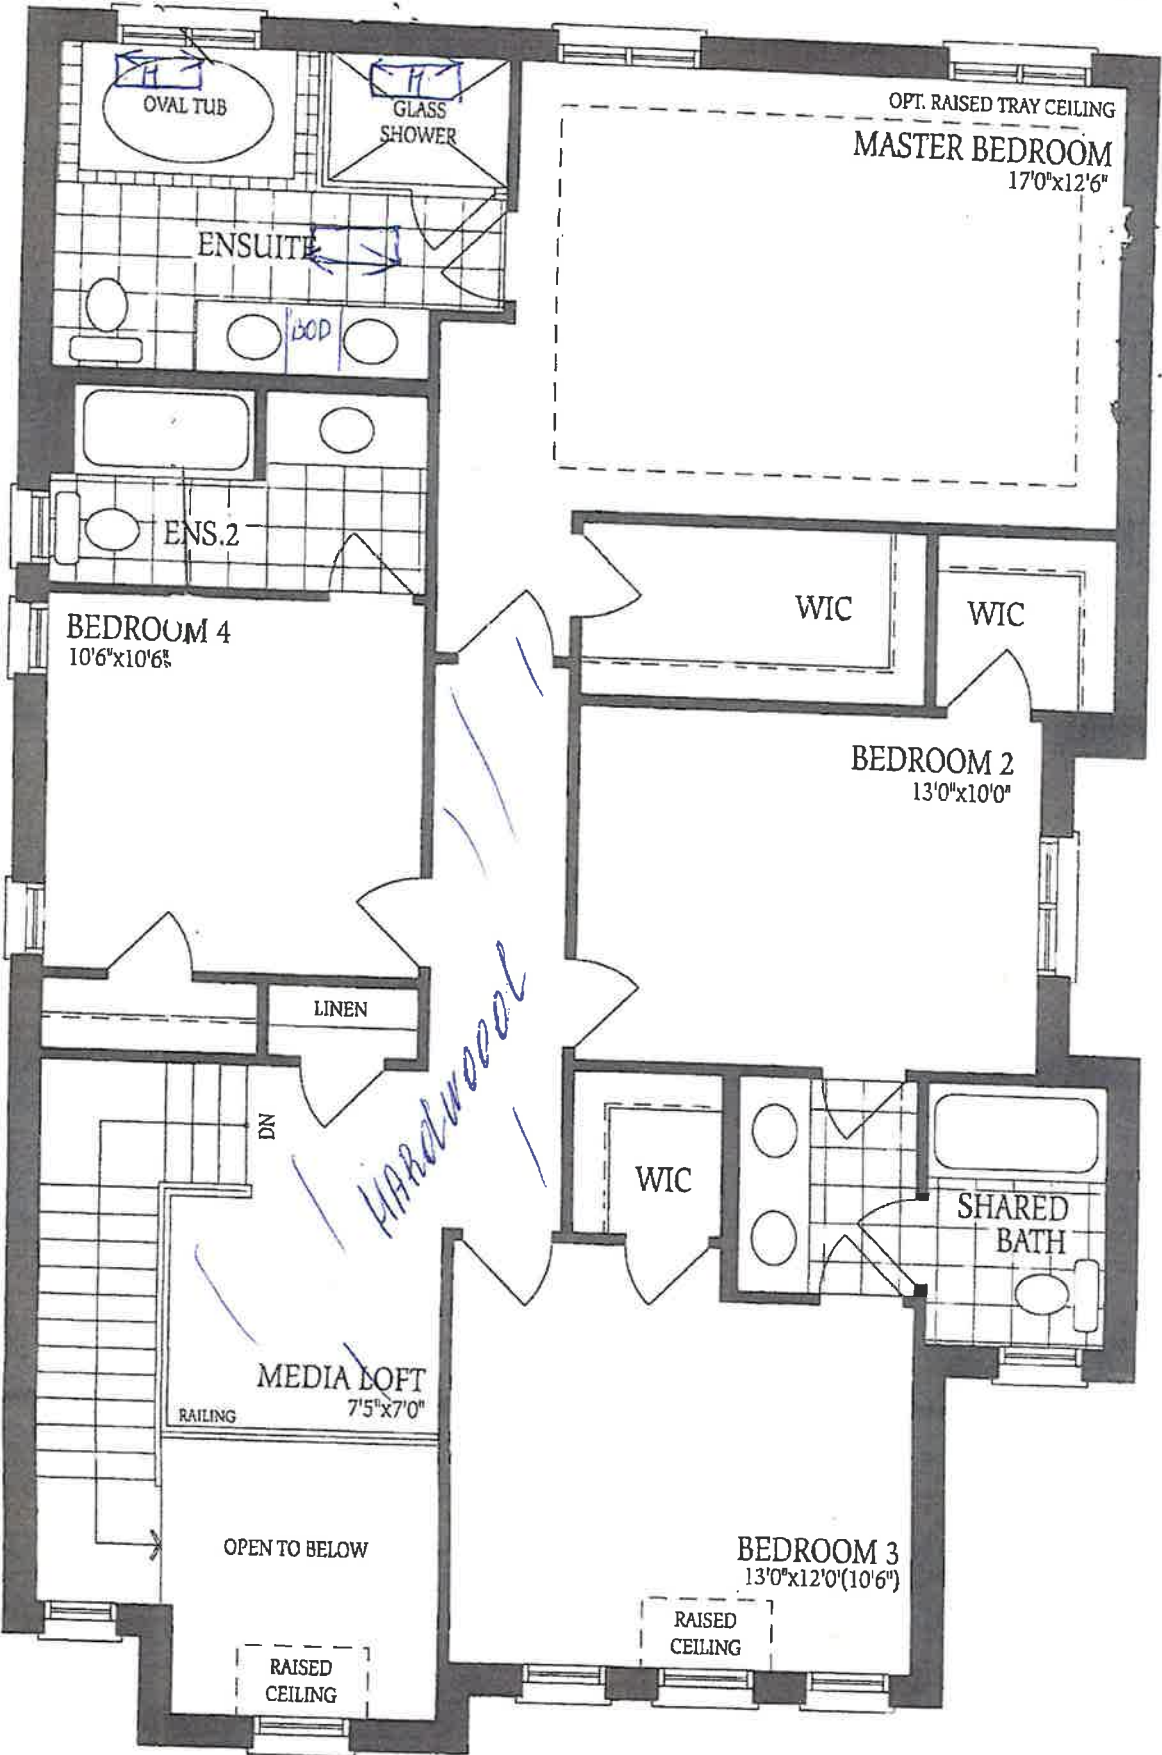 H
OVAL TUB
H
GLASS
SHOWER
OPT. RAISED TRAY CEILING
MASTER BEDROOM
17'0"x12'6"
ENSUITE
BOD
ENS.2
WIC
WIC
BEDROOM 4
10'6"x10'6"
BEDROOM 2
13'0"x10'0"
LINEN
DN
HARdwoool
WIC
SHARED
BATH
MEDIA LOFT
7'5"x7'0"
RAILING
OPEN TO BELOW
BEDROOM 3
13'0"x12'0'(10'6")
RAISED
CEILING
RAISED
CEILING